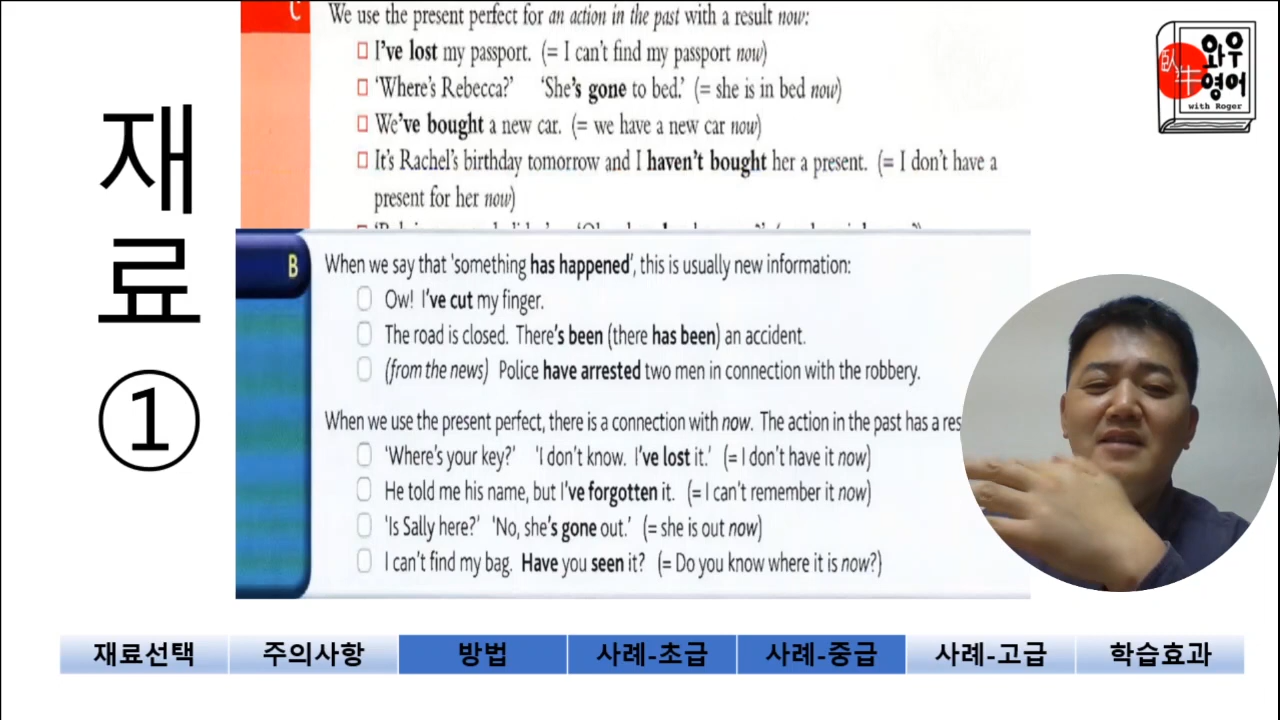 재료①
C
We use the present perfect for an action in the past with a result now:
I've lost my passport. (= I can't find my passport now)
'Where's Rebecca?' 'She's gone to bed.' (= she is in bed now)
We've bought a new car. (= we have a new car now)
It's Rachel's birthday tomorrow and I haven't bought her a present. (= I don't have a
present for her now)
B
When we say that 'something has happened', this is usually new information:
Ow! I've cut my finger.
The road is closed. There's been (there has been) an accident.
(from the news) Police have arrested two men in connection with the robbery.
When we use the present perfect, there is a connection with now. The action in the past has a res
'Where's your key?' 'I don't know. I've lost it.' (= I don't have it now)
He told me his name, but I've forgotten it. (= I can't remember it now)
'Is Sally here?' 'No, she's gone out.' (= she is out now)
I can't find my bag. Have you seen it? (= Do you know where it is now?)
臥牛
와우
영어
with Roger
재료선택 주의사항 방법 사례-초급 사례-중급 사례-고급 학습효과